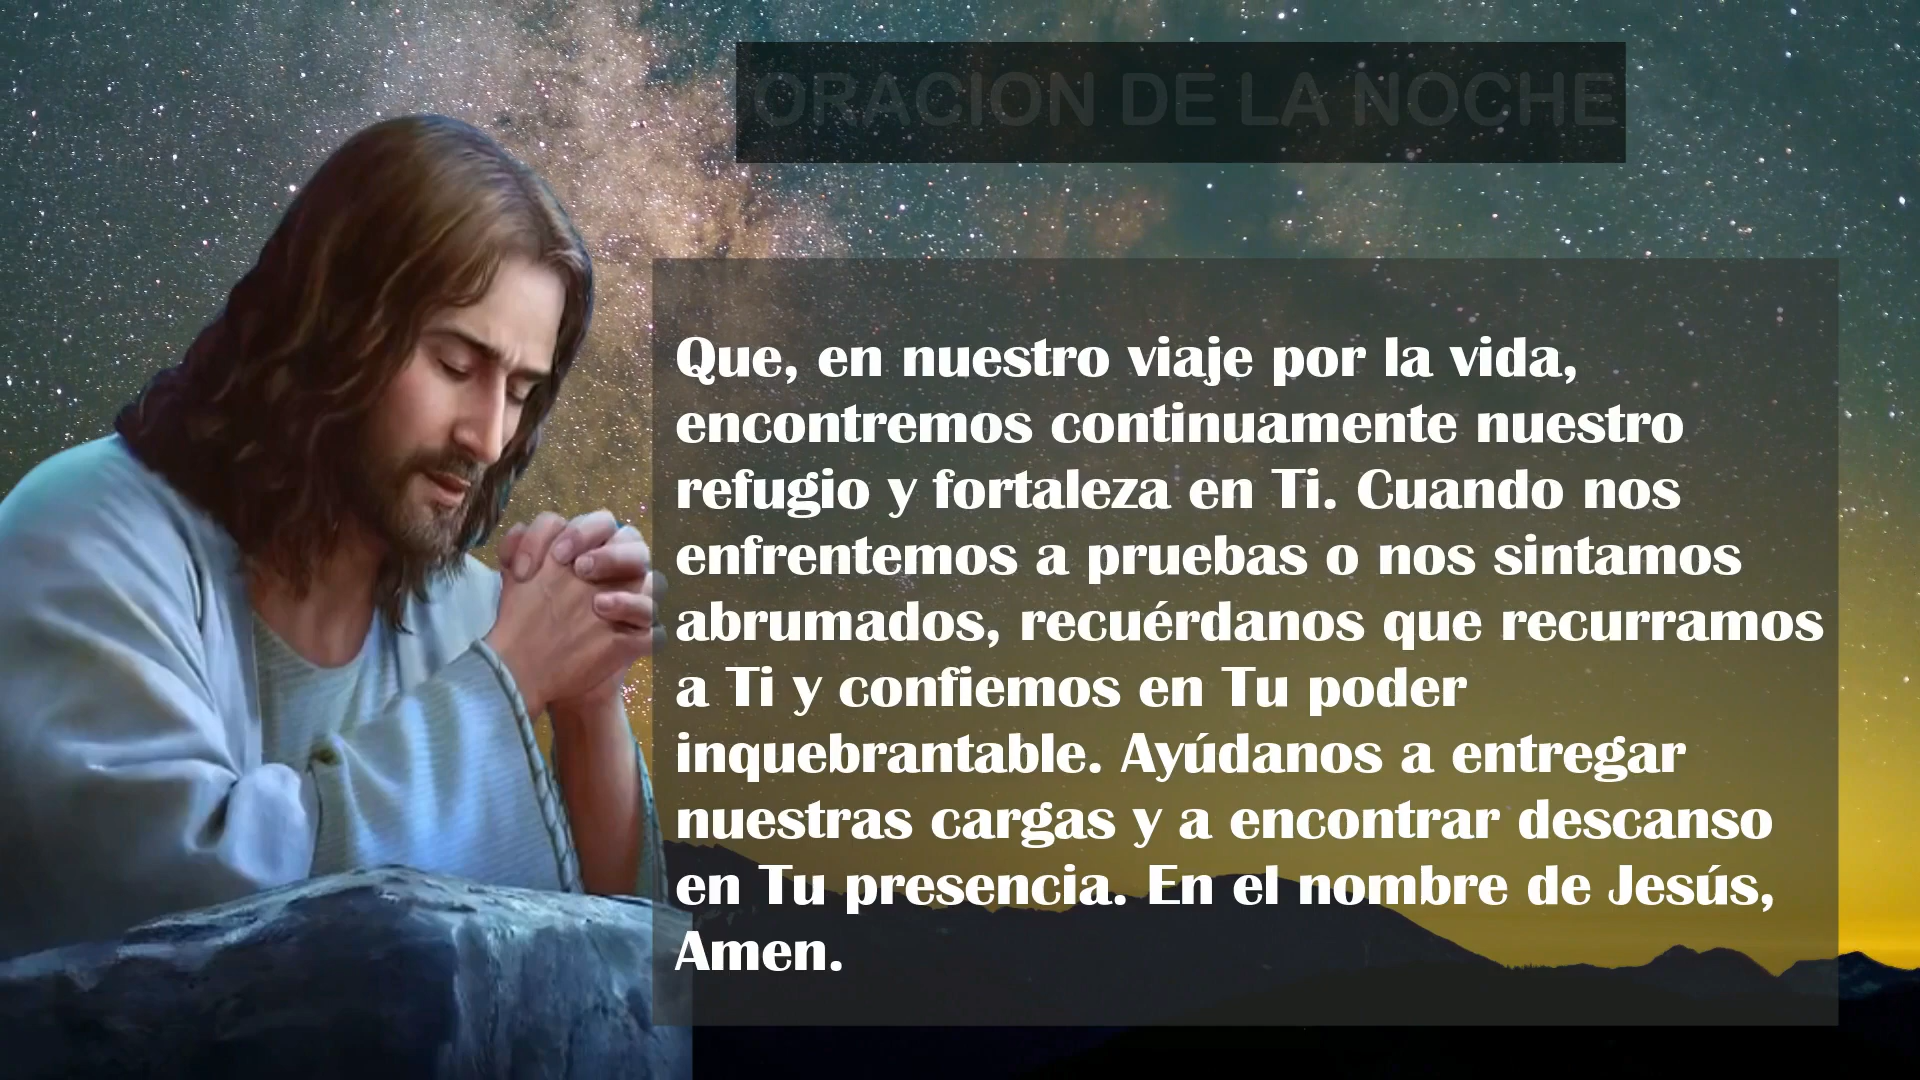 ORACION DE LA NOCHE
Que, en nuestro viaje por la vida,
encontremos continuamente nuestro
refugio y fortaleza en Ti. Cuando nos
enfrentemos a pruebas o nos sintamos
abrumados, recuérdanos que recurramos
a Ti y confiemos en Tu poder
inquebrantable. Ayúdanos a entregar
nuestras cargas y a encontrar descanso
en Tu presencia. En el nombre de Jesús,
Amen.